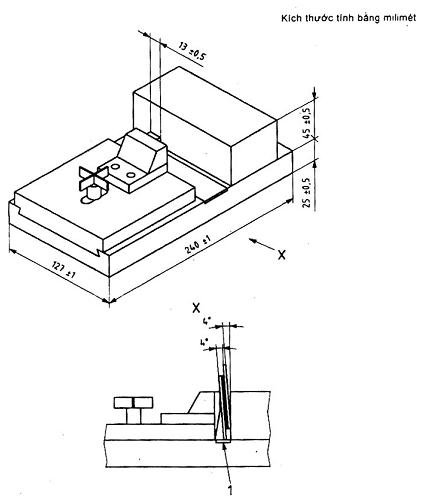 Kích thước tính bằng milimét
13 ±0,5
45 ±0,5
25 ±0,5
240 ±1
127 ±1
X
X
4°
4°
1